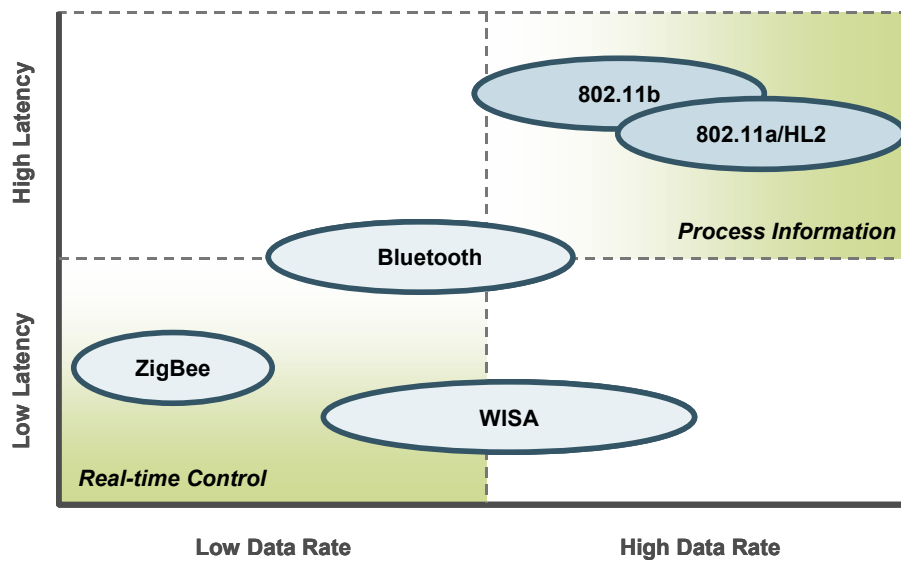 High Latency
802.11b
802.11a/HL2
Process Information
Bluetooth
Low Latency
ZigBee
WISA
Real-time Control
Low Data Rate
High Data Rate